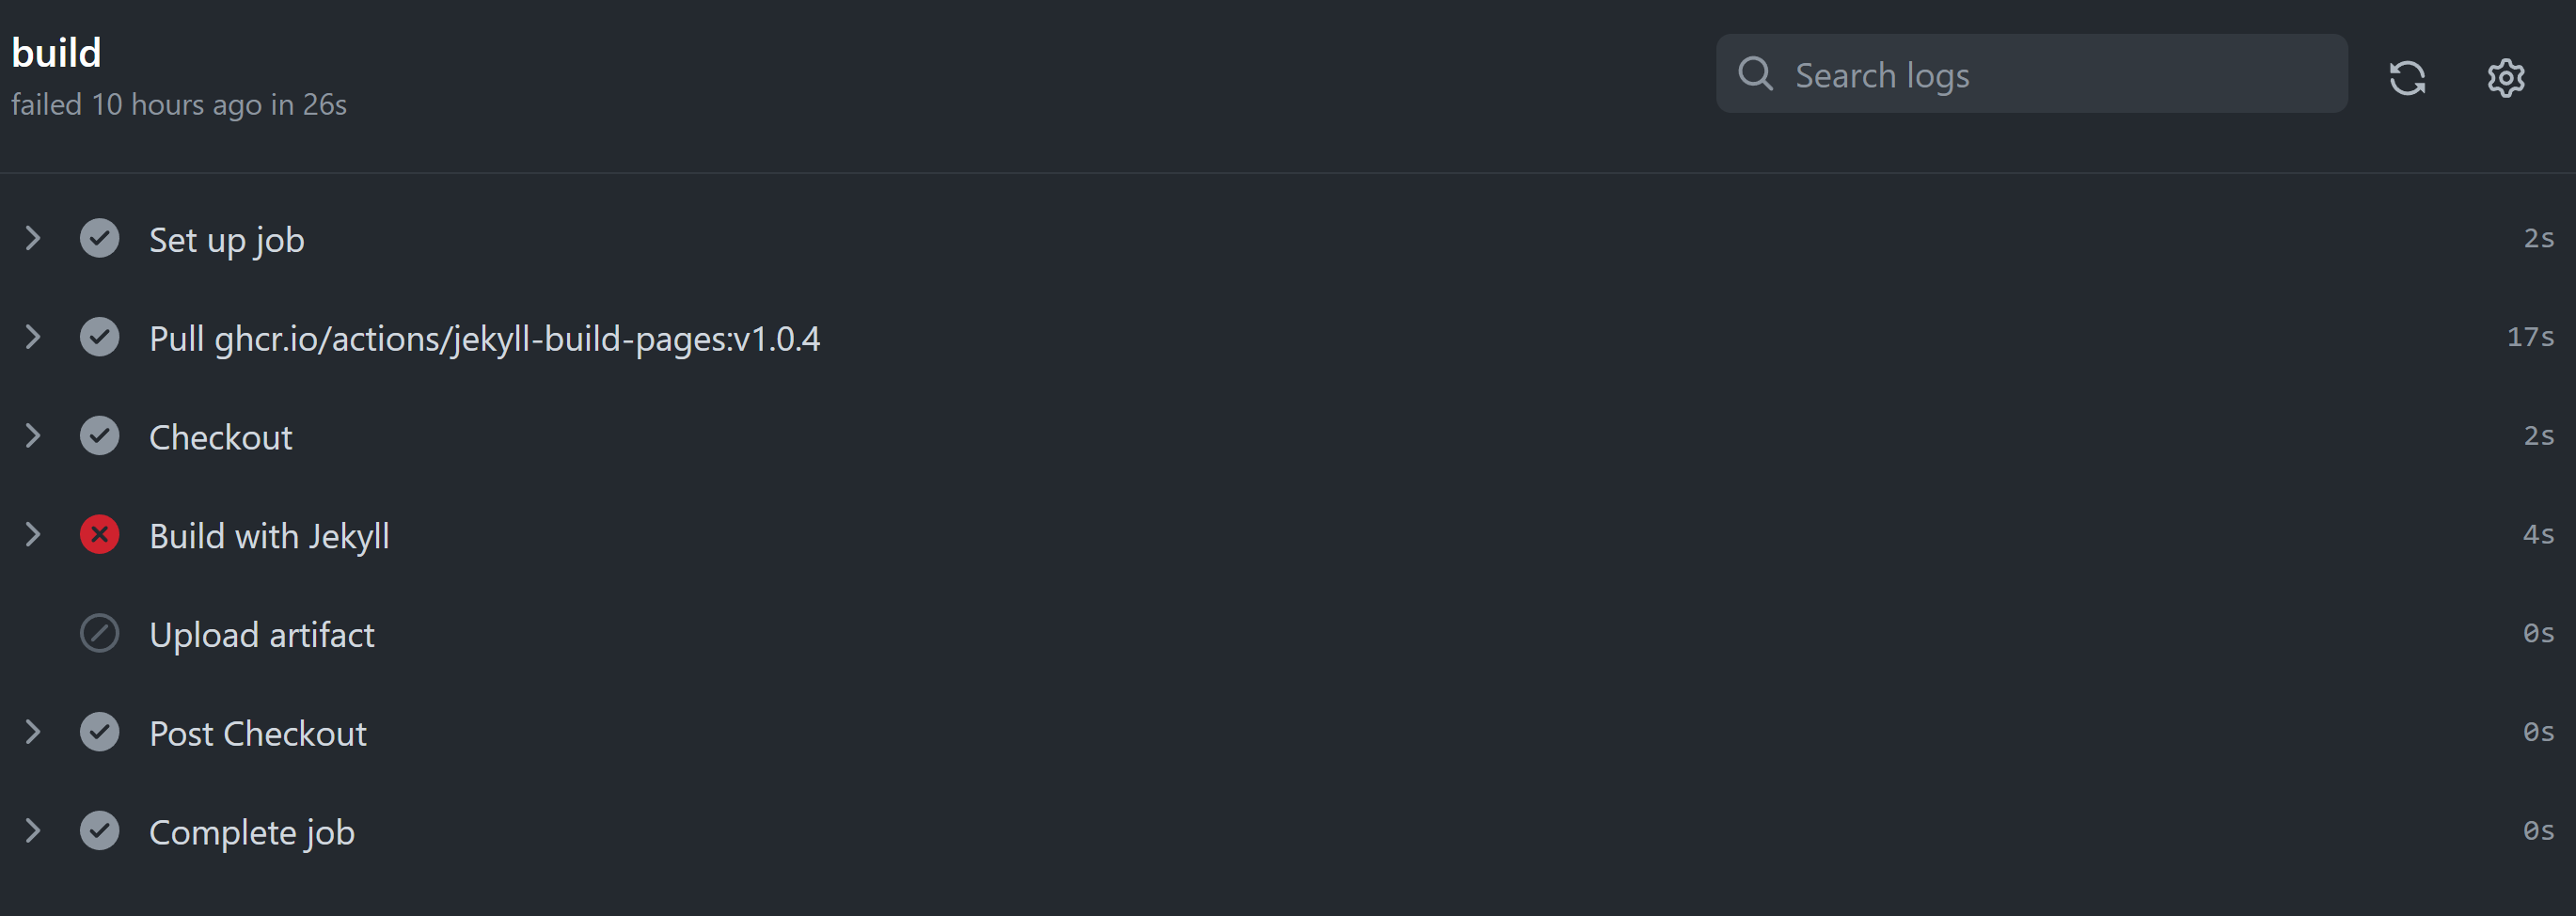 build
failed 10 hours ago in 26s
Search logs
Set up job 2s
Pull ghcr.io/actions/jekyll-build-pages:v1.0.4 17s
Checkout 2s
Build with Jekyll 4s
Upload artifact 0s
Post Checkout 0s
Complete job 0s